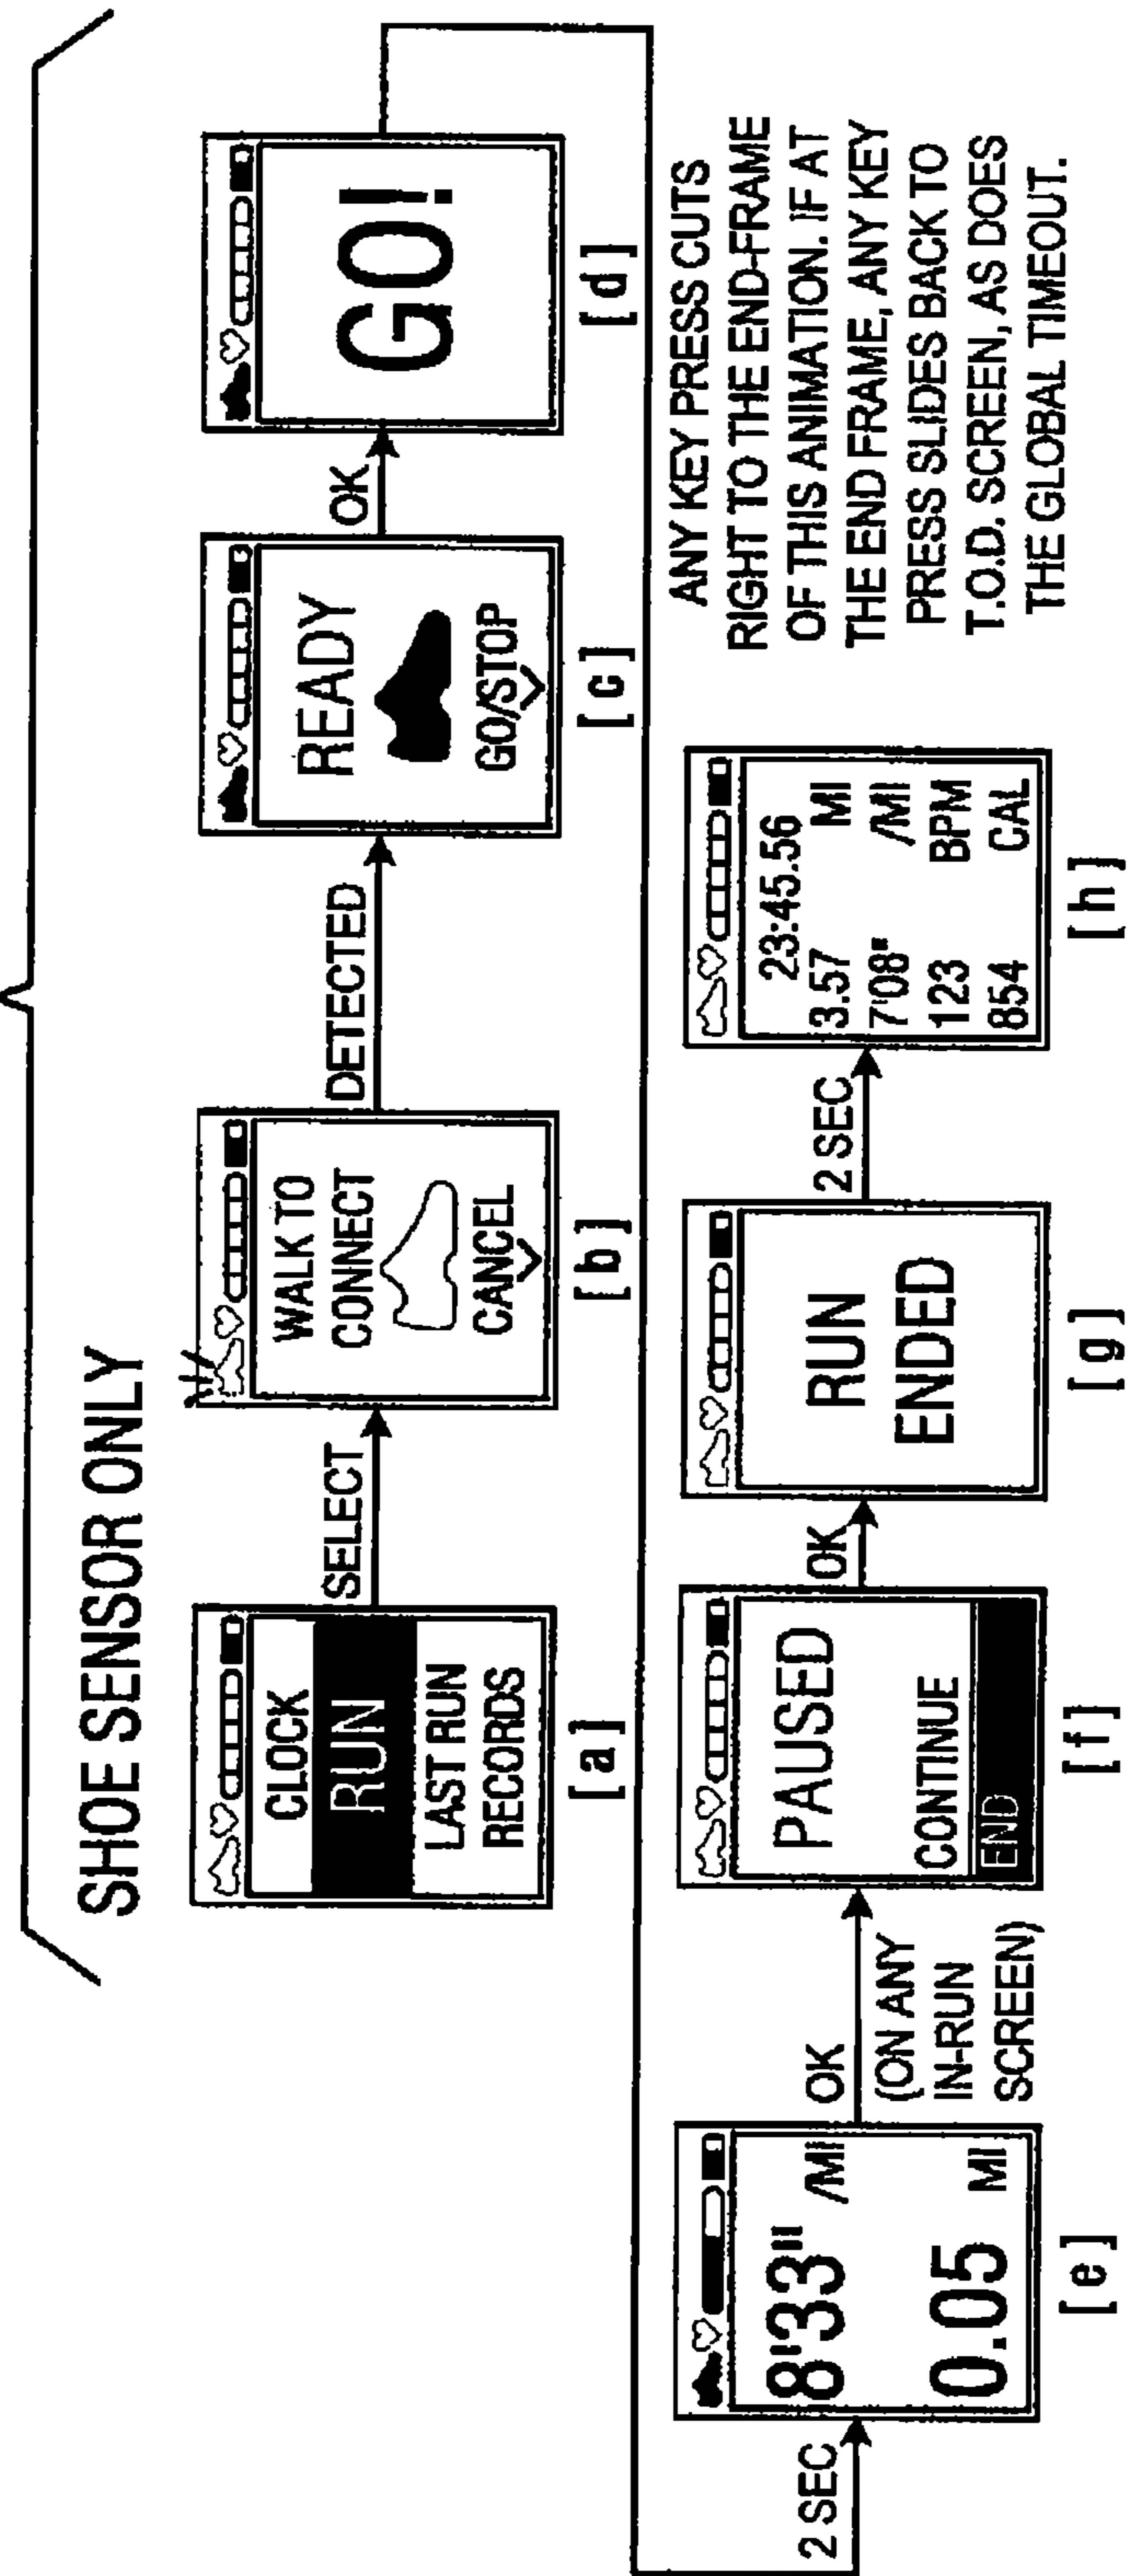 SHOE SENSOR ONLY
CLOCK
RUN
LAST RUN
RECORDS
[a]
SELECT
WALK TO
CONNECT
CANCEL
[b]
DETECTED
READY
GO/STOP
[c]
OK
GO!
[d]
2 SEC
8'33" /MI
0.05 MI
[e]
OK
(ON ANY
IN-RUN
SCREEN)
PAUSED
CONTINUE
END
[f]
OK
RUN
ENDED
[g]
2 SEC
23:45.56
3.57 MI
7'08" /MI
123 BPM
854 CAL
[h]
ANY KEY PRESS CUTS
RIGHT TO THE END-FRAME
OF THIS ANIMATION. IF AT
THE END FRAME, ANY KEY
PRESS SLIDES BACK TO
T.O.D. SCREEN, AS DOES
THE GLOBAL TIMEOUT.